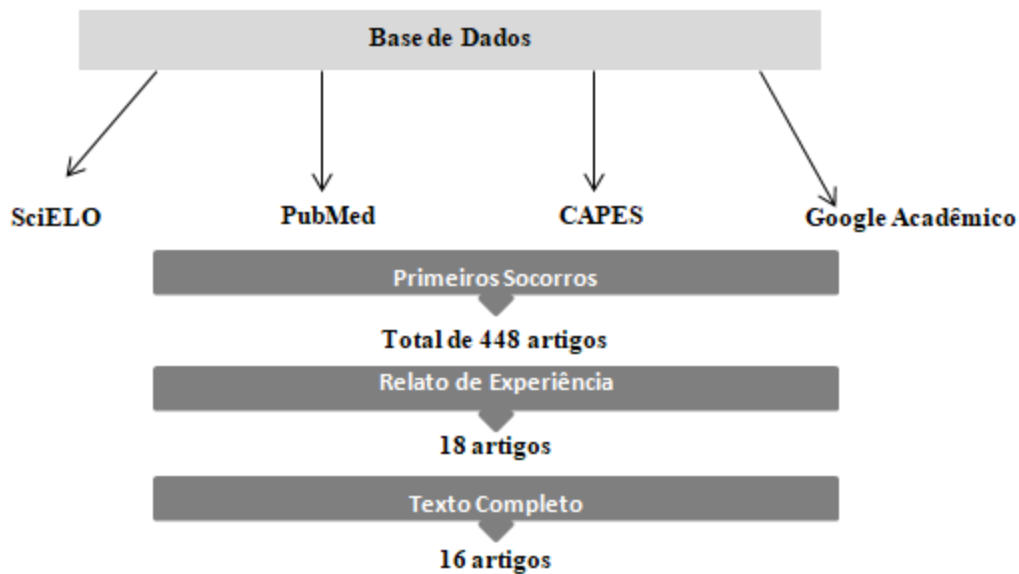 Base de Dados
SciELO PubMed CAPES Google Acadêmico
Primeiros Socorros
Total de 448 artigos
Relato de Experiência
18 artigos
Texto Completo
16 artigos